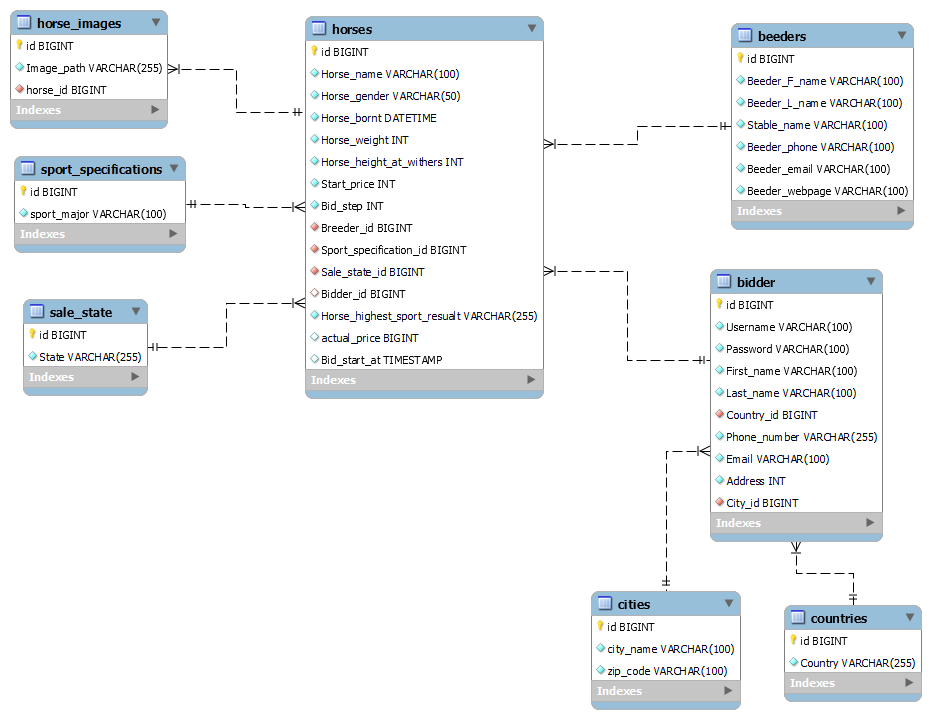 horse_images
id BIGINT
Image_path VARCHAR(255)
horse_id BIGINT
Indexes
sport_specifications
id BIGINT
sport_major VARCHAR(100)
Indexes
sale_state
id BIGINT
State VARCHAR(255)
Indexes
horses
id BIGINT
Horse_name VARCHAR(100)
Horse_gender VARCHAR(50)
Horse_bornt DATETIME
Horse_weight INT
Horse_height_at_withers INT
Start_price INT
Bid_step INT
Breeder_id BIGINT
Sport_specification_id BIGINT
Sale_state_id BIGINT
Bidder_id BIGINT
Horse_highest_sport_resualt VARCHAR(255)
actual_price BIGINT
Bid_start_at TIMESTAMP
Indexes
beeders
id BIGINT
Beeder_F_name VARCHAR(100)
Beeder_L_name VARCHAR(100)
Stable_name VARCHAR(100)
Beeder_phone VARCHAR(100)
Beeder_email VARCHAR(100)
Beeder_webpage VARCHAR(100)
Indexes
bidder
id BIGINT
Username VARCHAR(100)
Password VARCHAR(100)
First_name VARCHAR(100)
Last_name VARCHAR(100)
Country_id BIGINT
Phone_number VARCHAR(255)
Email VARCHAR(100)
Address INT
City_id BIGINT
Indexes
cities
id BIGINT
city_name VARCHAR(100)
zip_code VARCHAR(100)
Indexes
countries
id BIGINT
Country VARCHAR(255)
Indexes